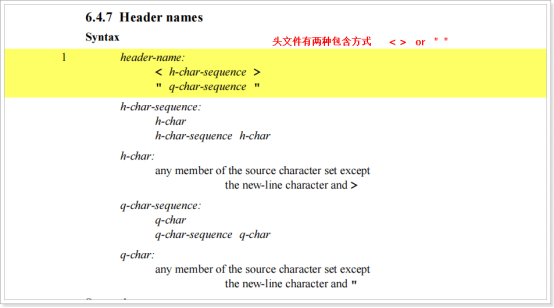 6.4.7 Header names
Syntax
头文件有两种包含方式 < > or " "
1 header-name:
< h-char-sequence >
" q-char-sequence "
h-char-sequence:
h-char
h-char-sequence h-char
h-char:
any member of the source character set except
the new-line character and >
q-char-sequence:
q-char
q-char-sequence q-char
q-char:
any member of the source character set except
the new-line character and "